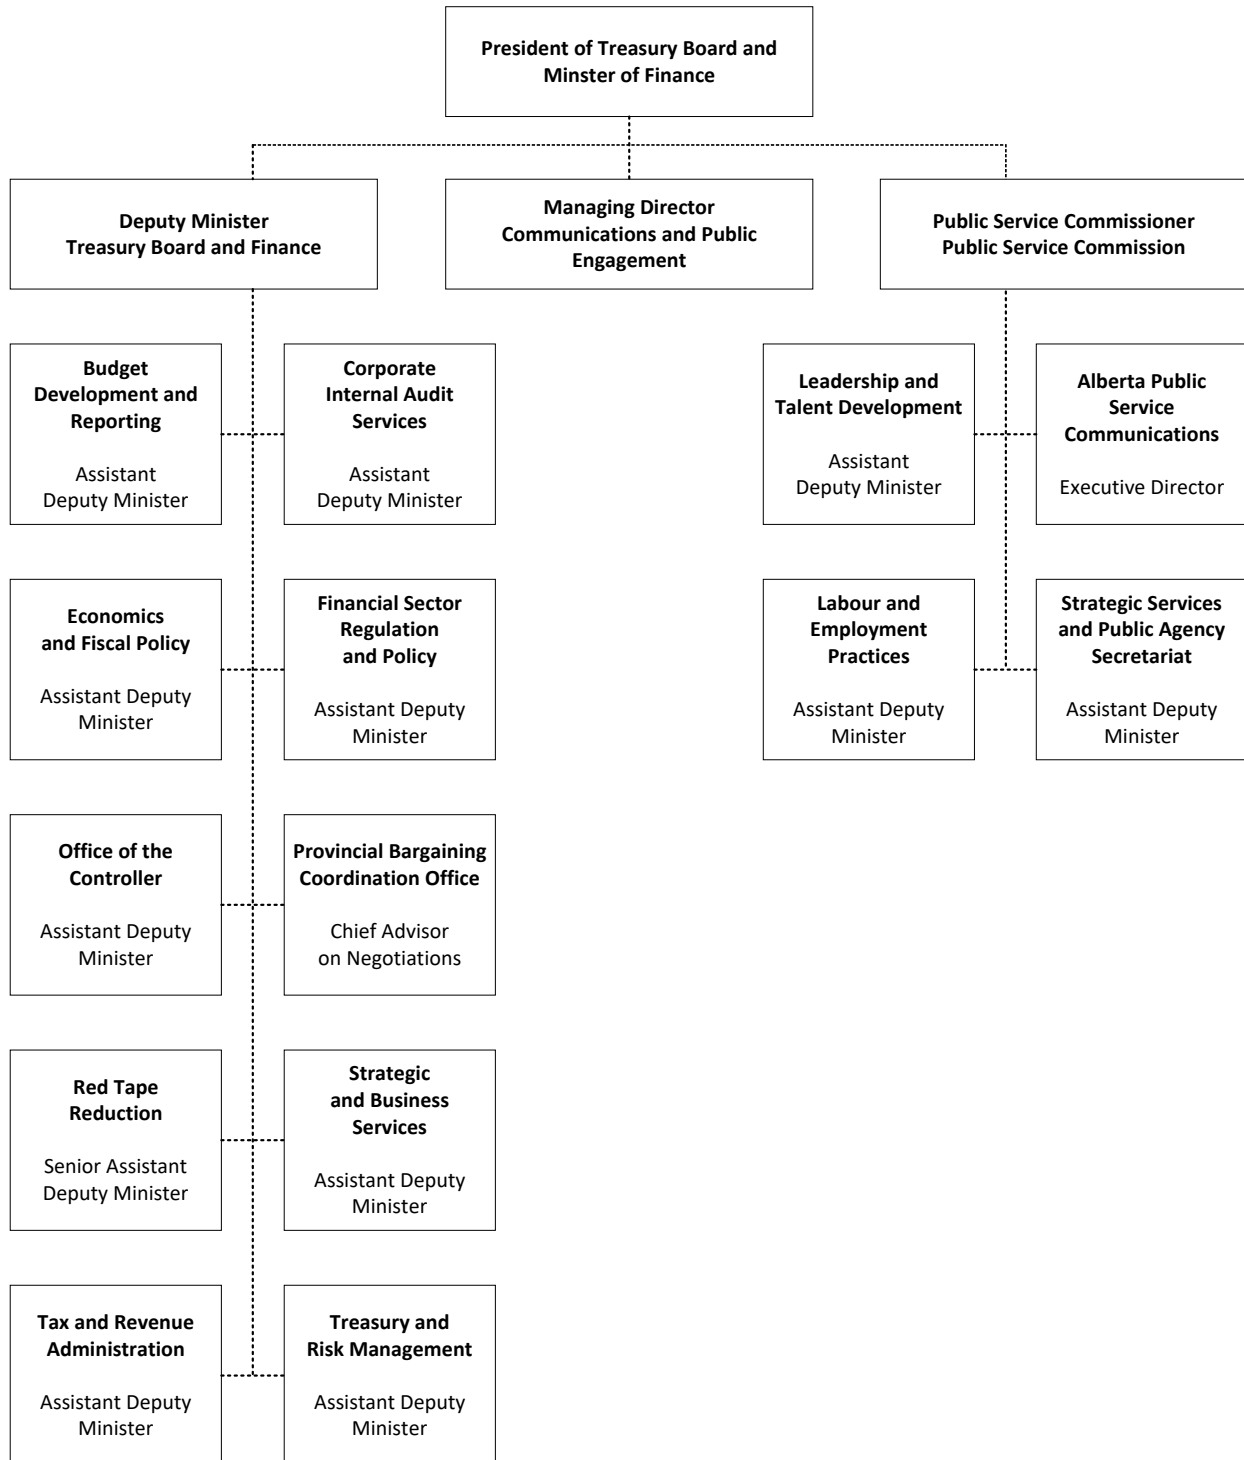 President of Treasury Board and
Minster of Finance
Deputy Minister
Treasury Board and Finance
Managing Director
Communications and Public
Engagement
Public Service Commissioner
Public Service Commission
Budget
Development and
Reporting
Assistant
Deputy Minister
Corporate
Internal Audit
Services
Assistant
Deputy Minister
Leadership and
Talent Development
Assistant
Deputy Minister
Alberta Public
Service
Communications
Executive Director
Economics
and Fiscal Policy
Assistant Deputy
Minister
Financial Sector
Regulation
and Policy
Assistant Deputy
Minister
Labour and
Employment
Practices
Assistant Deputy
Minister
Strategic Services
and Public Agency
Secretariat
Assistant Deputy
Minister
Office of the
Controller
Assistant Deputy
Minister
Provincial Bargaining
Coordination Office
Chief Advisor
on Negotiations
Red Tape
Reduction
Senior Assistant
Deputy Minister
Strategic
and Business
Services
Assistant Deputy
Minister
Tax and Revenue
Administration
Assistant Deputy
Minister
Treasury and
Risk Management
Assistant Deputy
Minister